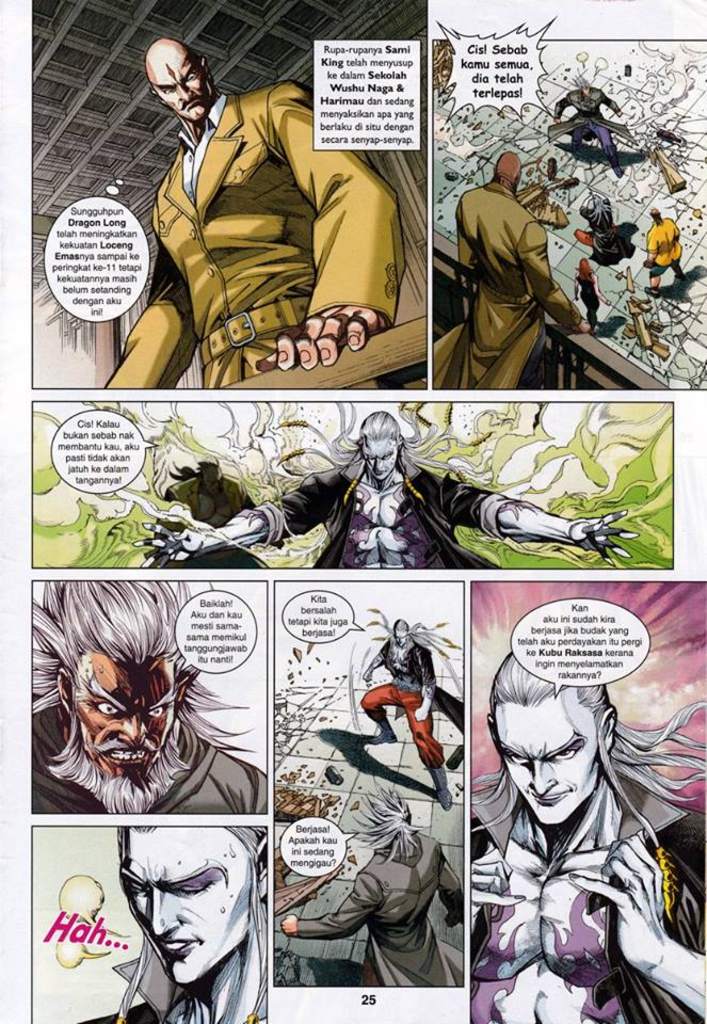 Rupa-rupanya Sami
King telah menyusup
ke dalam Sekolah
Wushu Naga &
Harimau dan sedang
menyaksikan apa yang
berlaku di situ dengan
secara senyap-senyap.
Sungguhpun
Dragon Long
telah meningkatkan
kekuatan Loceng
Emasnya sampai ke
peringkat ke-11 tetapi
kekuatannya masih
belum setanding
dengan aku
ini!
Cis! Sebab
kamu semua,
dia telah
terlepas!
Cis! Kalau
bukan sebab nak
membantu kau, aku
pasti tidak akan
jatuh ke dalam
tangannya!
Baiklah!
Aku dan kau
mesti sama-
sama memikul
tanggungjawab
itu nanti!
Kita
bersalah
tetapi kita juga
berjasa!
Berjasa!
Apakah kau
ini sedang
mengigau?
Kan
aku ini sudah kira
berjasa jika budak yang
telah aku perdayakan itu pergi
ke Kubu Raksasa kerana
ingin menyelamatkan
rakannya?
Hah...
25